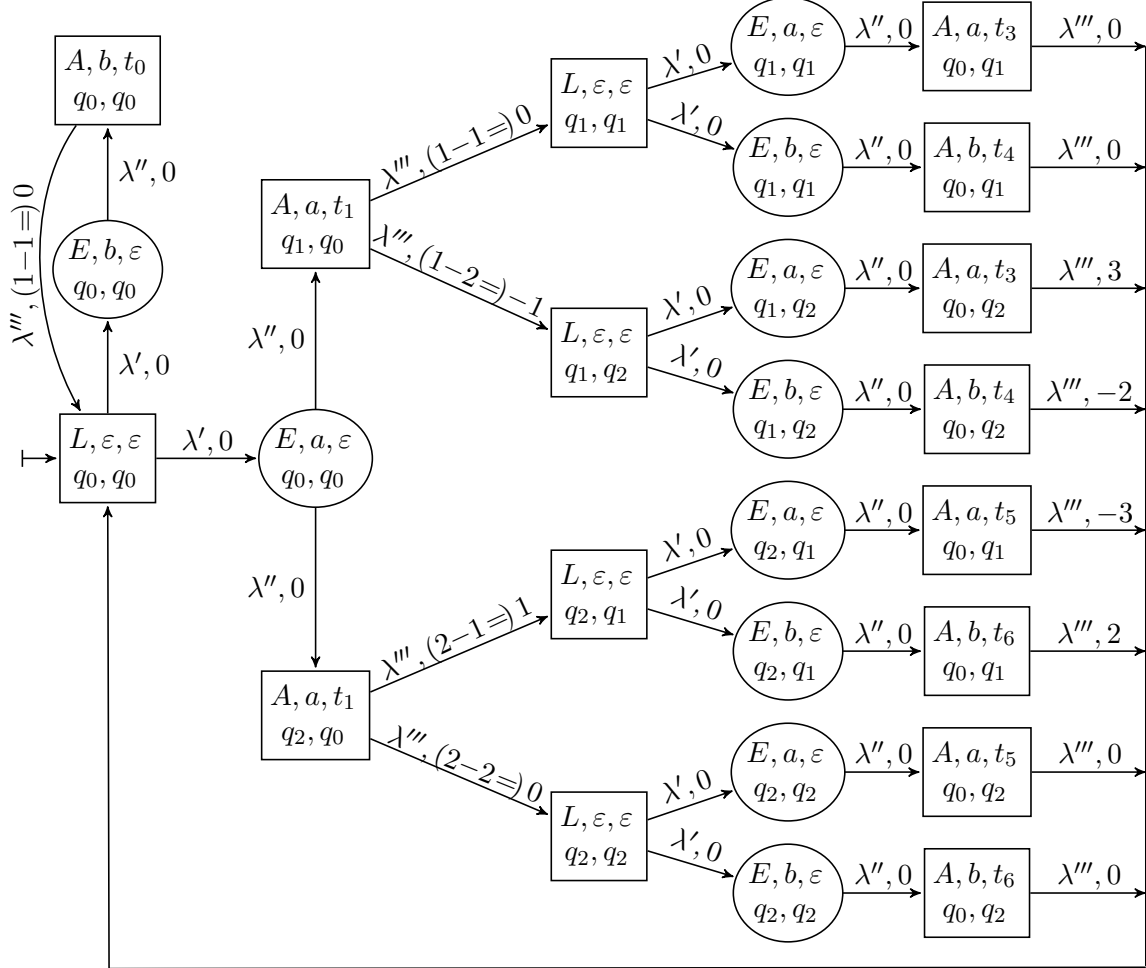 A, b, t₀
q₀, q₀
λ′′, 0
λ′′′, (1−1=) 0
E, b, ε
q₀, q₀
λ′, 0
L, ε, ε
q₀, q₀
λ′, 0
E, a, ε
q₀, q₀
λ′′, 0
A, a, t₁
q₁, q₀
λ′′, 0
A, a, t₁
q₂, q₀
λ′′′, (1−1=) 0
L, ε, ε
q₁, q₁
λ′′′, (1−2=)−1
L, ε, ε
q₁, q₂
λ′′′, (2−1=) 1
L, ε, ε
q₂, q₁
λ′′′, (2−2=) 0
L, ε, ε
q₂, q₂
λ′, 0
E, a, ε
q₁, q₁
λ′′, 0
A, a, t₃
q₀, q₁
λ′′′, 0
λ′, 0
E, b, ε
q₁, q₁
λ′′, 0
A, b, t₄
q₀, q₁
λ′′′, 0
λ′, 0
E, a, ε
q₁, q₂
λ′′, 0
A, a, t₃
q₀, q₂
λ′′′, 3
λ′, 0
E, b, ε
q₁, q₂
λ′′, 0
A, b, t₄
q₀, q₂
λ′′′, −2
λ′, 0
E, a, ε
q₂, q₁
λ′′, 0
A, a, t₅
q₀, q₁
λ′′′, −3
λ′, 0
E, b, ε
q₂, q₁
λ′′, 0
A, b, t₆
q₀, q₁
λ′′′, 2
λ′, 0
E, a, ε
q₂, q₂
λ′′, 0
A, a, t₅
q₀, q₂
λ′′′, 0
λ′, 0
E, b, ε
q₂, q₂
λ′′, 0
A, b, t₆
q₀, q₂
λ′′′, 0